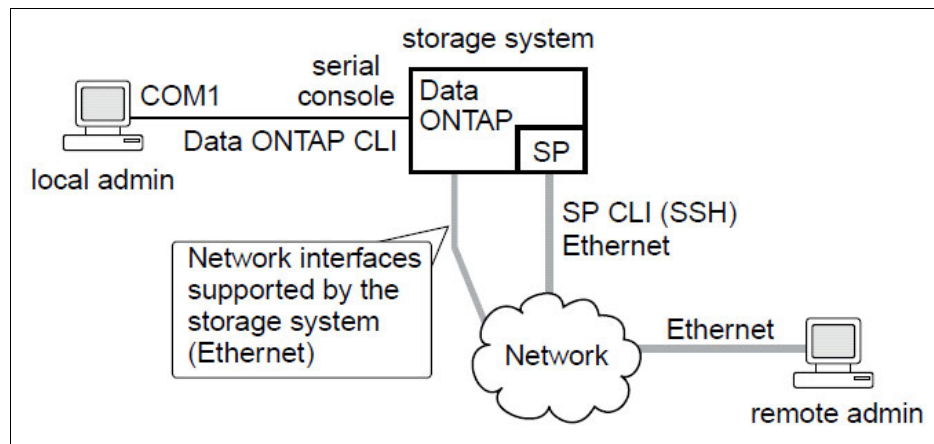 storage system
COM1
serial
console
Data
ONTAP
SP
Data ONTAP CLI
local admin
SP CLI (SSH)
Ethernet
Network interfaces
supported by the
storage system
(Ethernet)
Network
Ethernet
remote admin